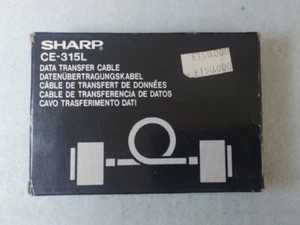 SHARP
CE-315L
DATA TRANSFER CABLE
DATENÜBERTRAGUNGSKABEL
CÂBLE DE TRANSFERT DE DONNÉES
CABLE DE TRANSFERENCIA DE DATOS
CAVO TRASFERIMENTO DATI